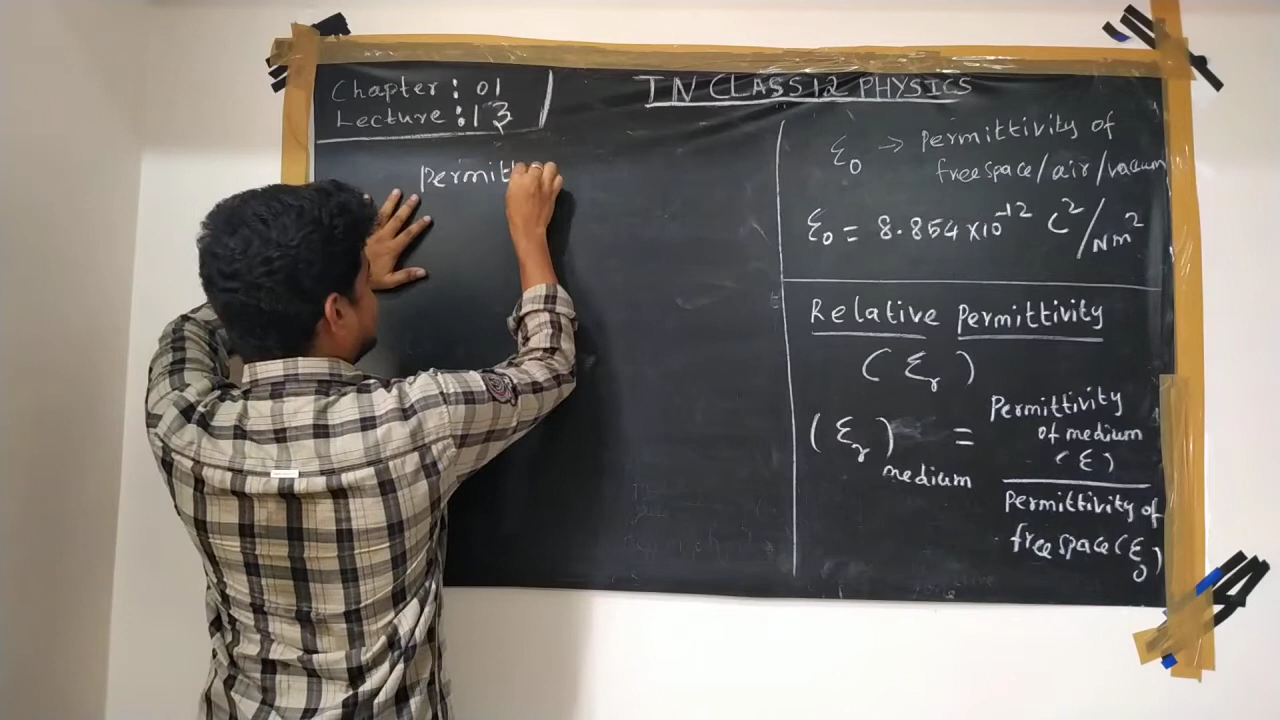 TN CLASS 12 PHYSICS
Chapter : 01
Lecture : 13
permitt
ε0 → Permittivity of
free space/air/vacuum
ε0 = 8.854×10^-12 C^2/Nm^2
Relative Permittivity
(εr)
(εr)medium = Permittivity
of medium
(ε)
Permittivity of
free space (ε0)